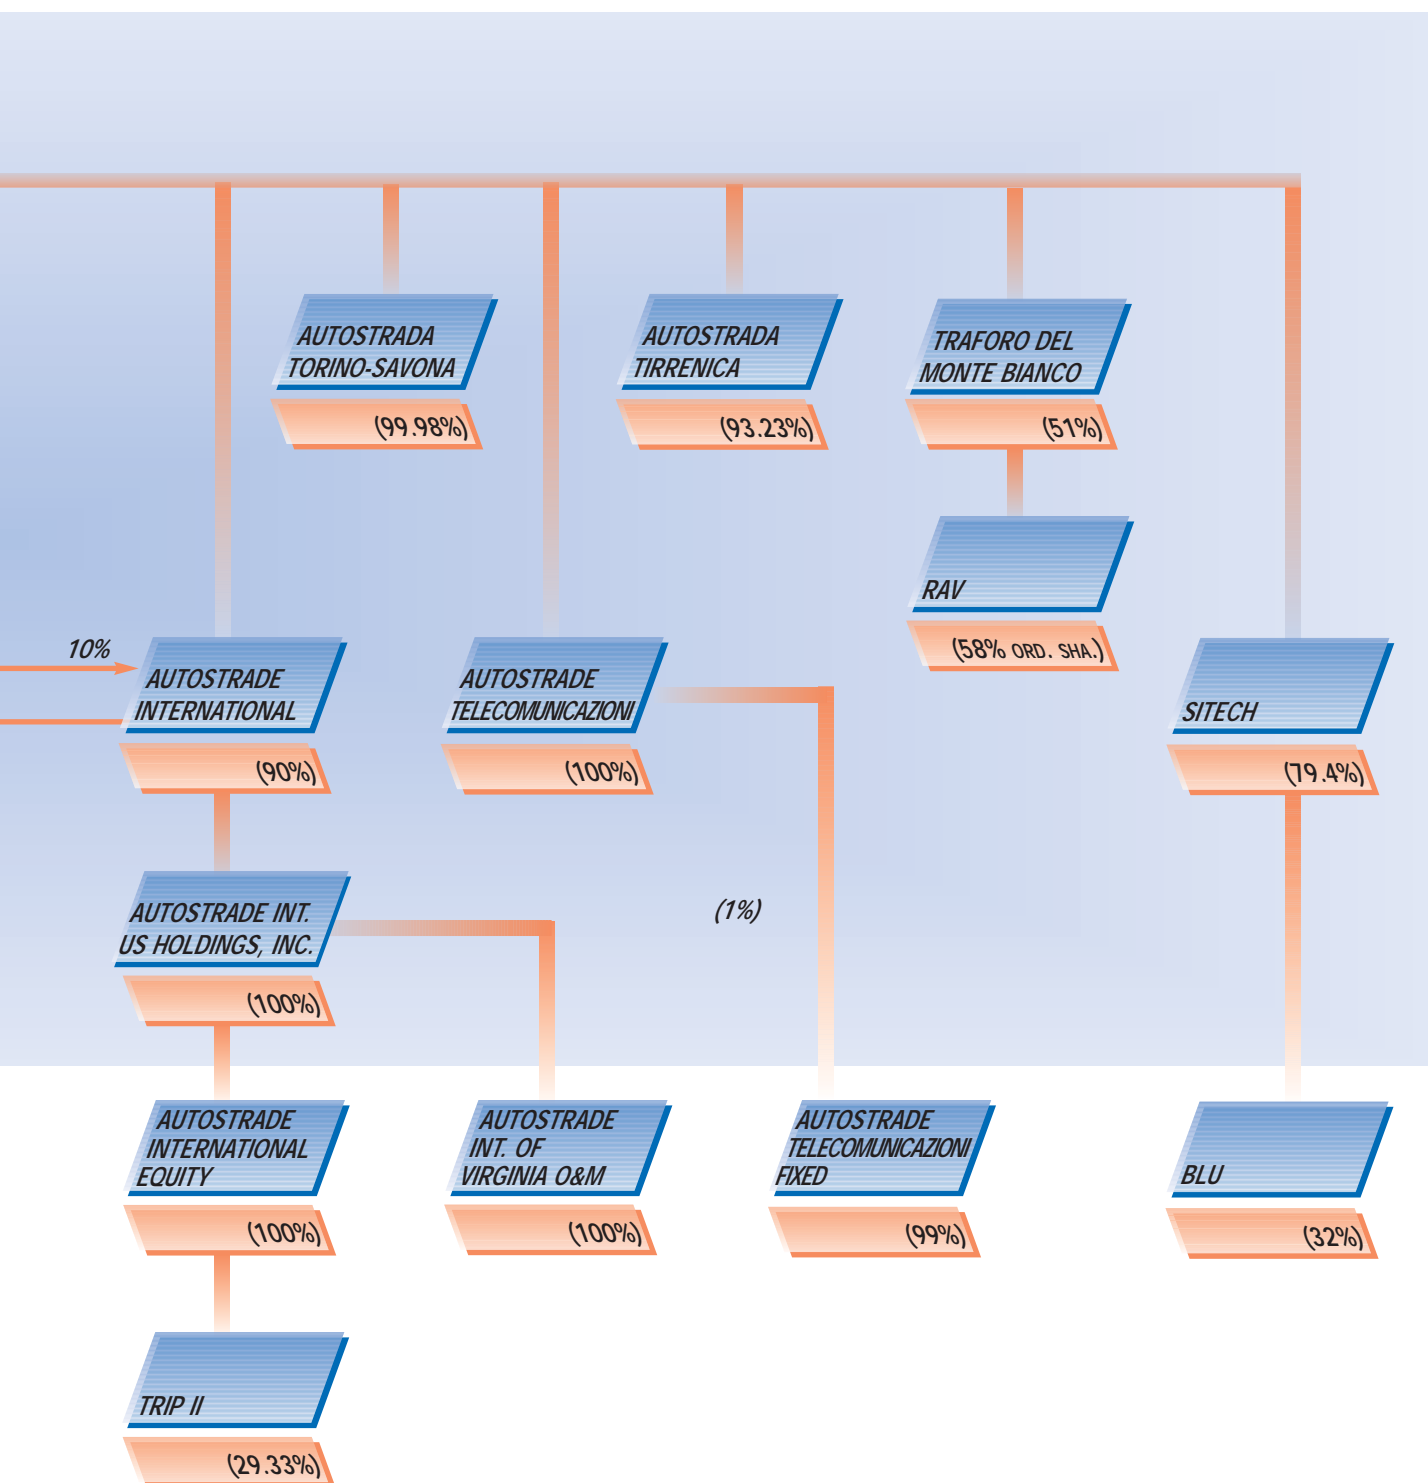 AUTOSTRADA
TORINO-SAVONA
(99.98%)
AUTOSTRADA
TIRRENICA
(93.23%)
TRAFORO DEL
MONTE BIANCO
(51%)
RAV
(58% ORD. SHA.)
10%
AUTOSTRADE
INTERNATIONAL
(90%)
AUTOSTRADE
TELECOMUNICAZIONI
(100%)
SITECH
(79.4%)
AUTOSTRADE INT.
US HOLDINGS, INC.
(100%)
(1%)
AUTOSTRADE
INTERNATIONAL
EQUITY
(100%)
AUTOSTRADE
INT. OF
VIRGINIA O&M
(100%)
AUTOSTRADE
TELECOMUNICAZIONI
FIXED
(99%)
BLU
(32%)
TRIP II
(29.33%)